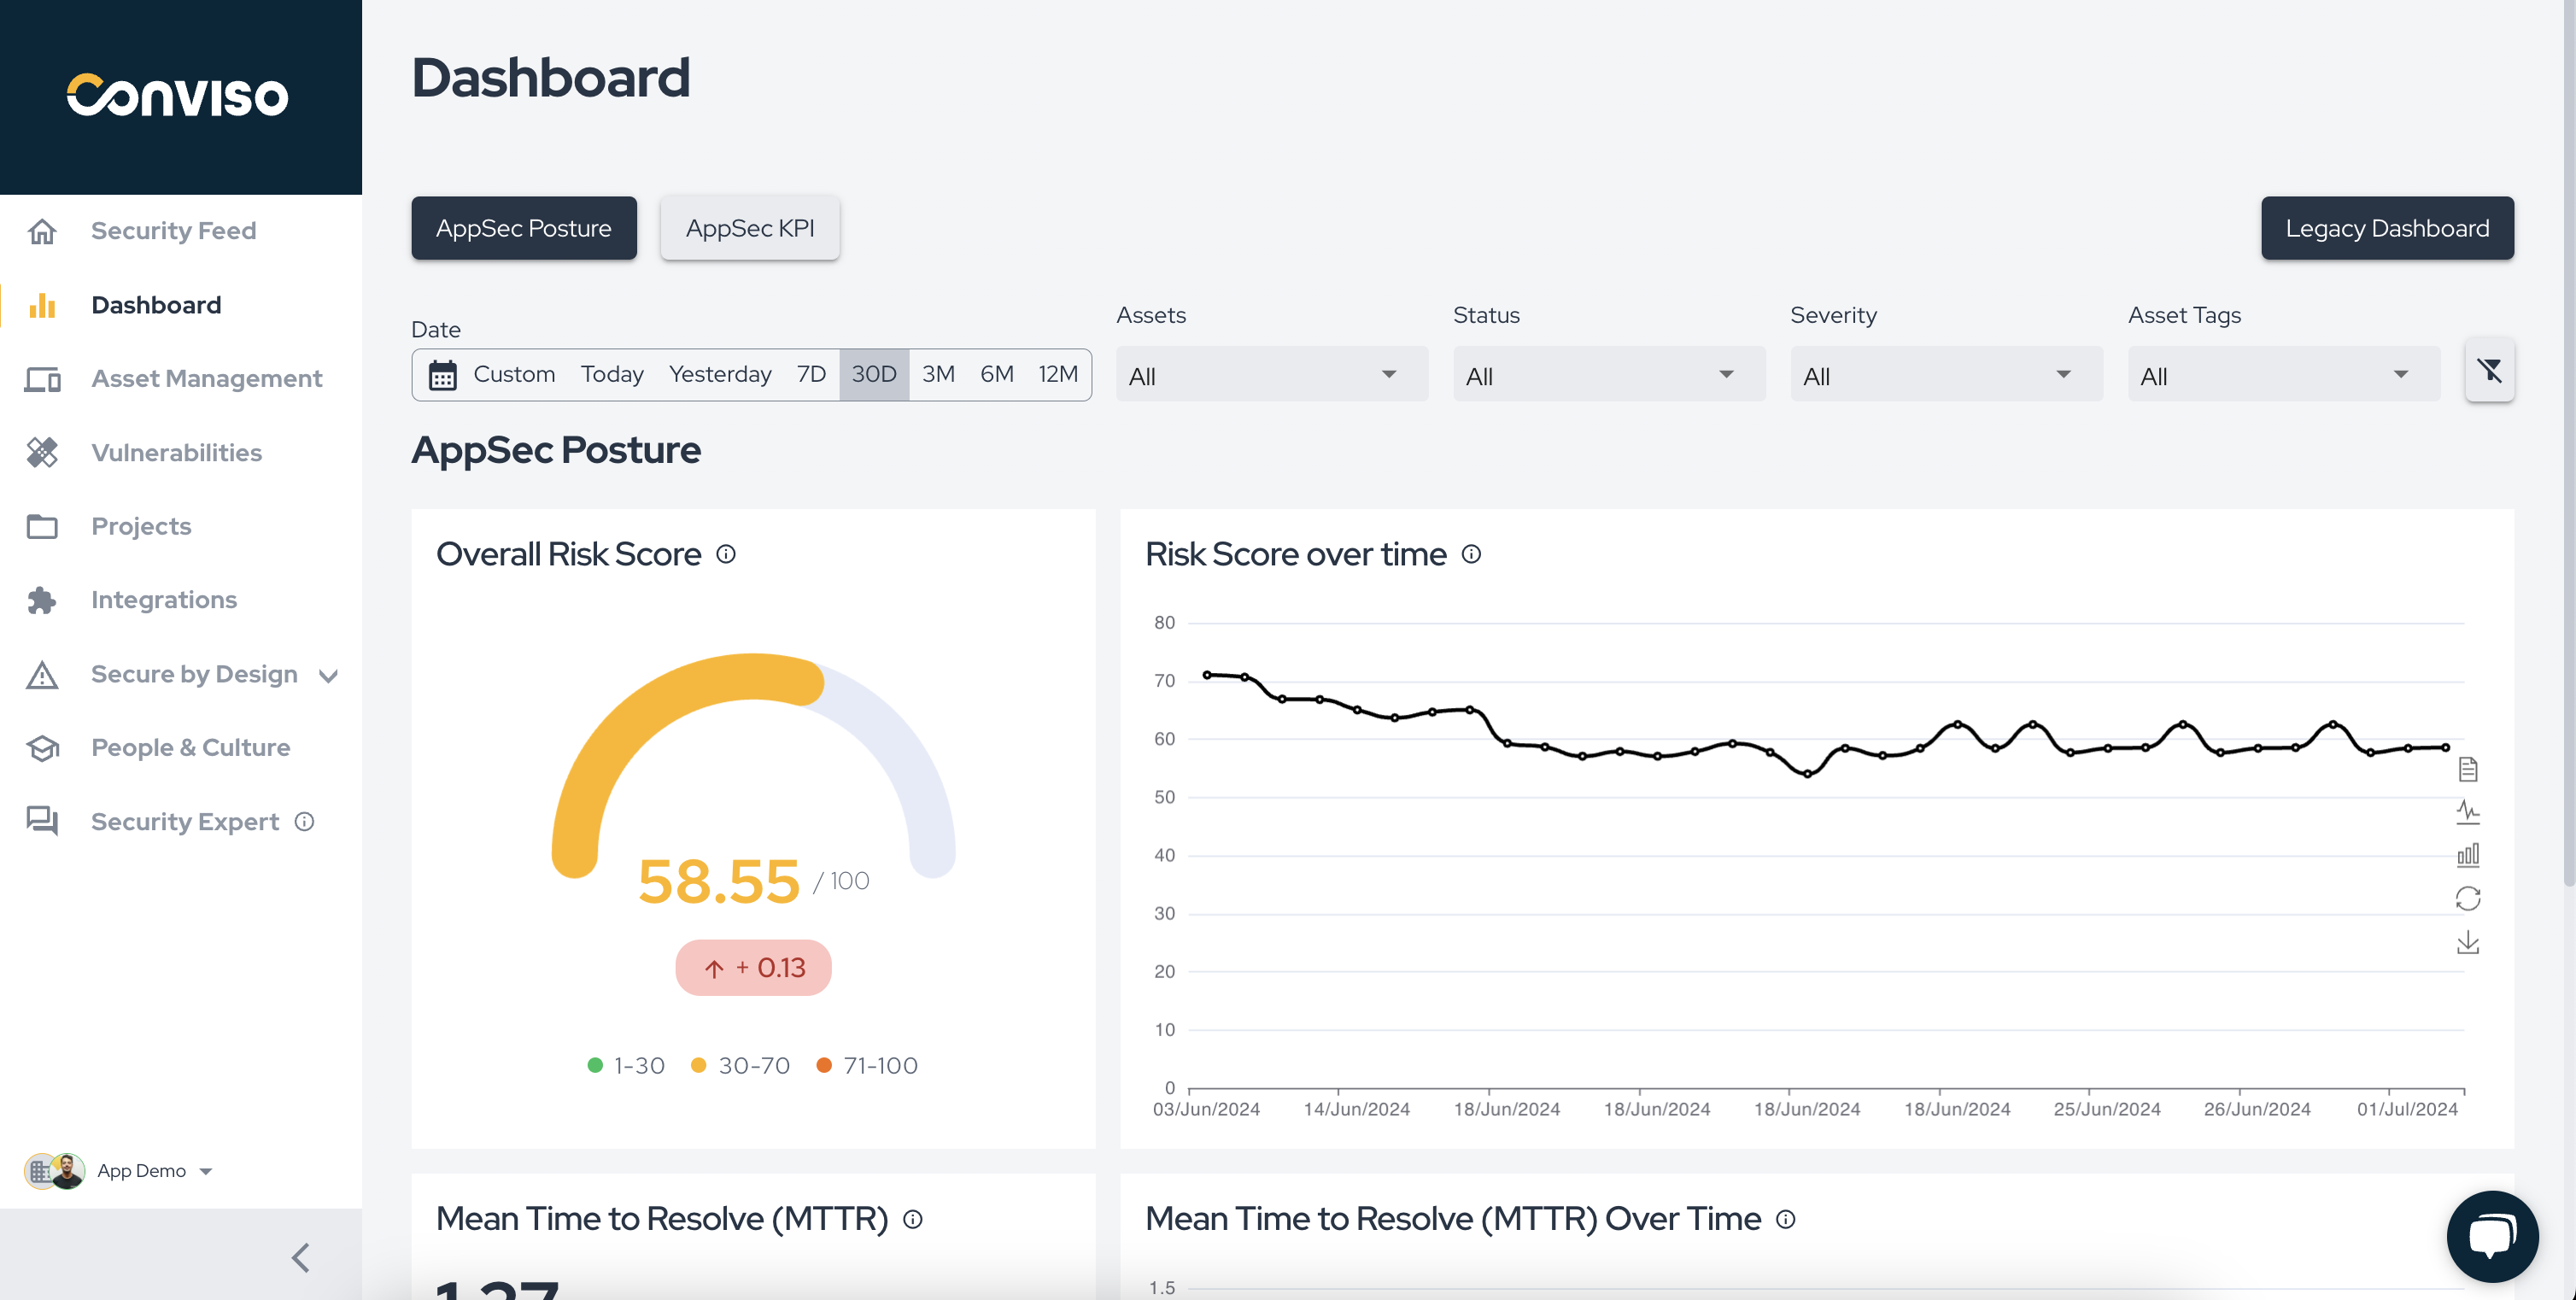 Conviso
Dashboard
Security Feed
Dashboard
Asset Management
Vulnerabilities
Projects
Integrations
Secure by Design
People & Culture
Security Expert
App Demo
AppSec Posture
AppSec KPI
Legacy Dashboard
Date
Custom Today Yesterday 7D 30D 3M 6M 12M
Assets
All
Status
All
Severity
All
Asset Tags
All
AppSec Posture
Overall Risk Score
58.55 / 100
+ 0.13
1-30 30-70 71-100
Risk Score over time
80
70
60
50
40
30
20
10
0
03/Jun/2024 14/Jun/2024 18/Jun/2024 18/Jun/2024 18/Jun/2024 18/Jun/2024 25/Jun/2024 26/Jun/2024 01/Jul/2024
Mean Time to Resolve (MTTR)
Mean Time to Resolve (MTTR) Over Time
1.5